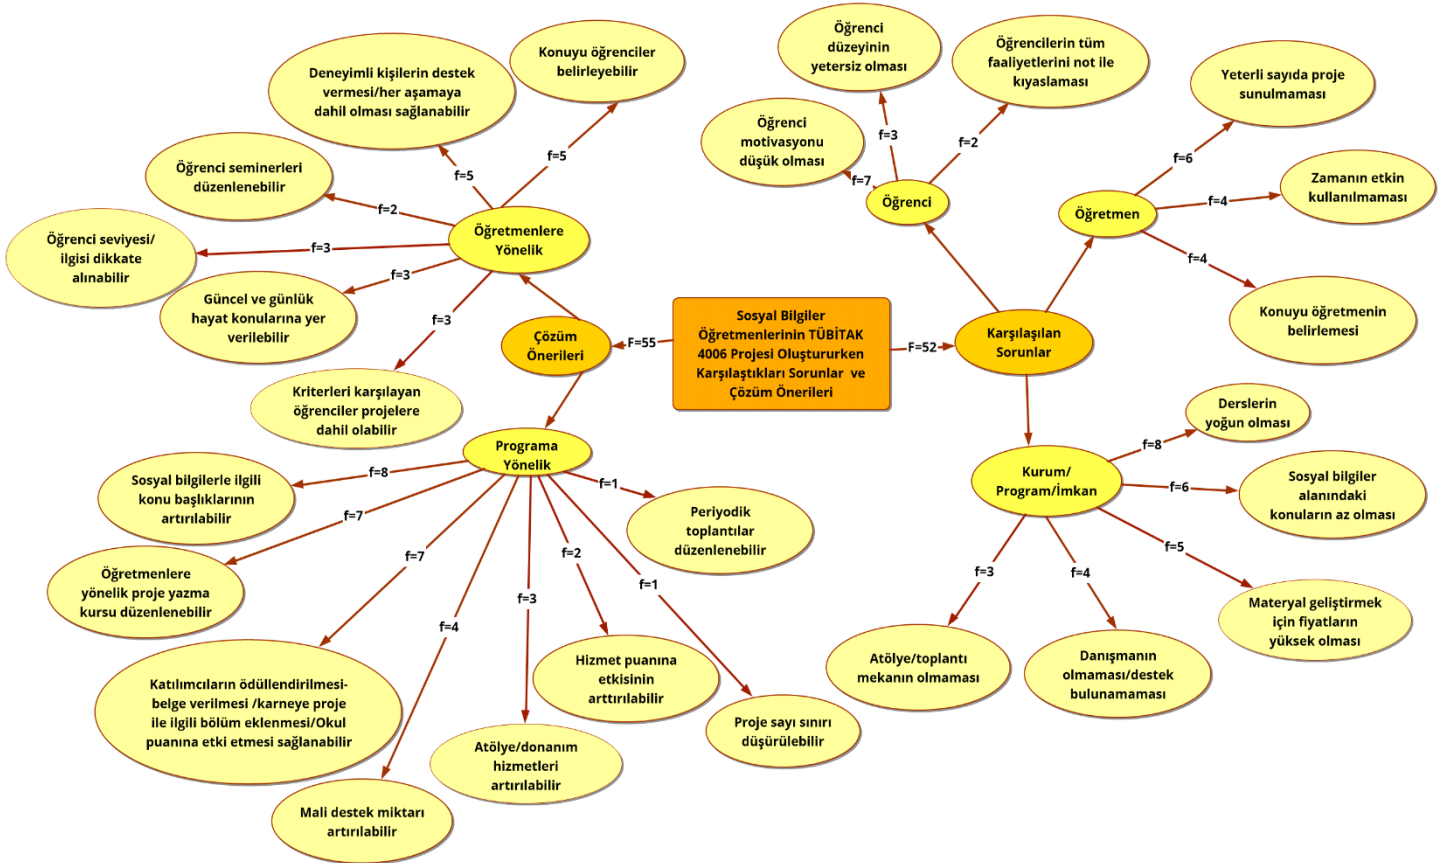 Sosyal Bilgiler
Öğretmenlerinin TÜBİTAK
4006 Projesi Oluştururken
Karşılaştıkları Sorunlar ve
Çözüm Önerileri
F=55
Çözüm
Önerileri
Öğretmenlere
Yönelik
f=5
Konuyu öğrenciler
belirleyebilir
f=5
Deneyimli kişilerin destek
vermesi/her aşamaya
dahil olması sağlanabilir
f=2
Öğrenci seminerleri
düzenlenebilir
f=3
Öğrenci seviyesi/
ilgisi dikkate
alınabilir
f=3
Güncel ve günlük
hayat konularına yer
verilebilir
f=3
Kriterleri karşılayan
öğrenciler projelere
dahil olabilir
Programa
Yönelik
f=8
Sosyal bilgilerle ilgili
konu başlıklarının
artırılabilir
f=7
Öğretmenlere
yönelik proje yazma
kursu düzenlenebilir
f=7
Katılımcıların ödüllendirilmesi-
belge verilmesi /karneye proje
ile ilgili bölüm eklenmesi/Okul
puanına etki etmesi sağlanabilir
f=4
Mali destek miktarı
artırılabilir
f=3
Atölye/donanım
hizmetleri
artırılabilir
f=2
Hizmet puanına
etkisinin
arttırılabilir
f=1
Proje sayı sınırı
düşürülebilir
f=1
Periyodik
toplantılar
düzenlenebilir
F=52
Karşılaşılan
Sorunlar
Öğrenci
f=7
Öğrenci
motivasyonu
düşük olması
f=3
Öğrenci
düzeyinin
yetersiz olması
f=2
Öğrencilerin tüm
faaliyetlerini not ile
kıyaslaması
Öğretmen
f=6
Yeterli sayıda proje
sunulmaması
f=4
Zamanın etkin
kullanılmaması
f=4
Konuyu öğretmenin
belirlemesi
Kurum/
Program/İmkan
f=8
Derslerin
yoğun olması
f=6
Sosyal bilgiler
alanındaki
konuların az olması
f=5
Materyal geliştirmek
için fiyatların
yüksek olması
f=4
Danışmanın
olmaması/destek
bulunamaması
f=3
Atölye/toplantı
mekanın olmaması